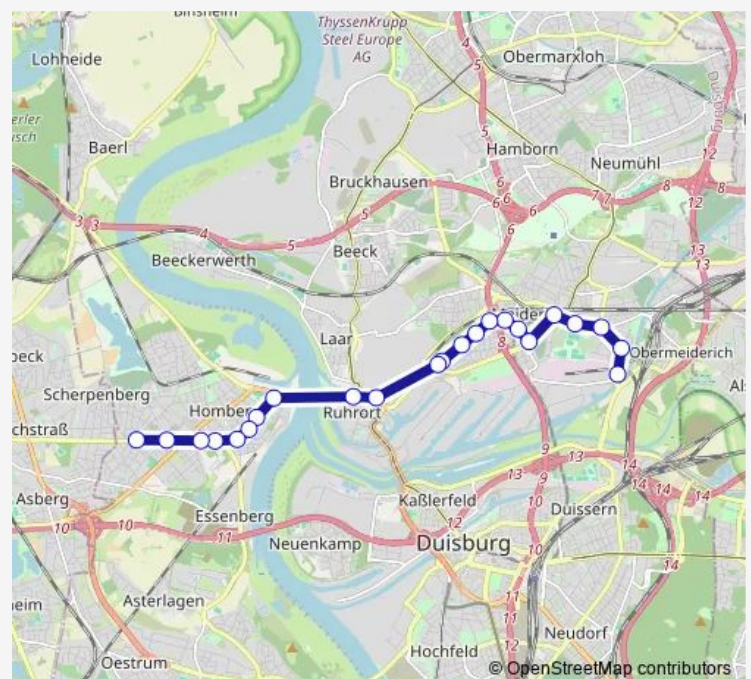 Binsheim
ThyssenKrupp
Steel Europe
AG
Lohheide
Obermarxloh
Baerl
Hamborn
Neumühl
Duisburg
Bruckhausen
Beeck
Beeckerwerth
Laar
Obermeiderich
Scherpenberg
Ruhrort
Asberg
Kaßlerfeld
Essenberg
Duissern
Neuenkamp
Duisburg
Asterlagen
Neudorf
Hochfeld
Oestrum
© OpenStreetMap contributors